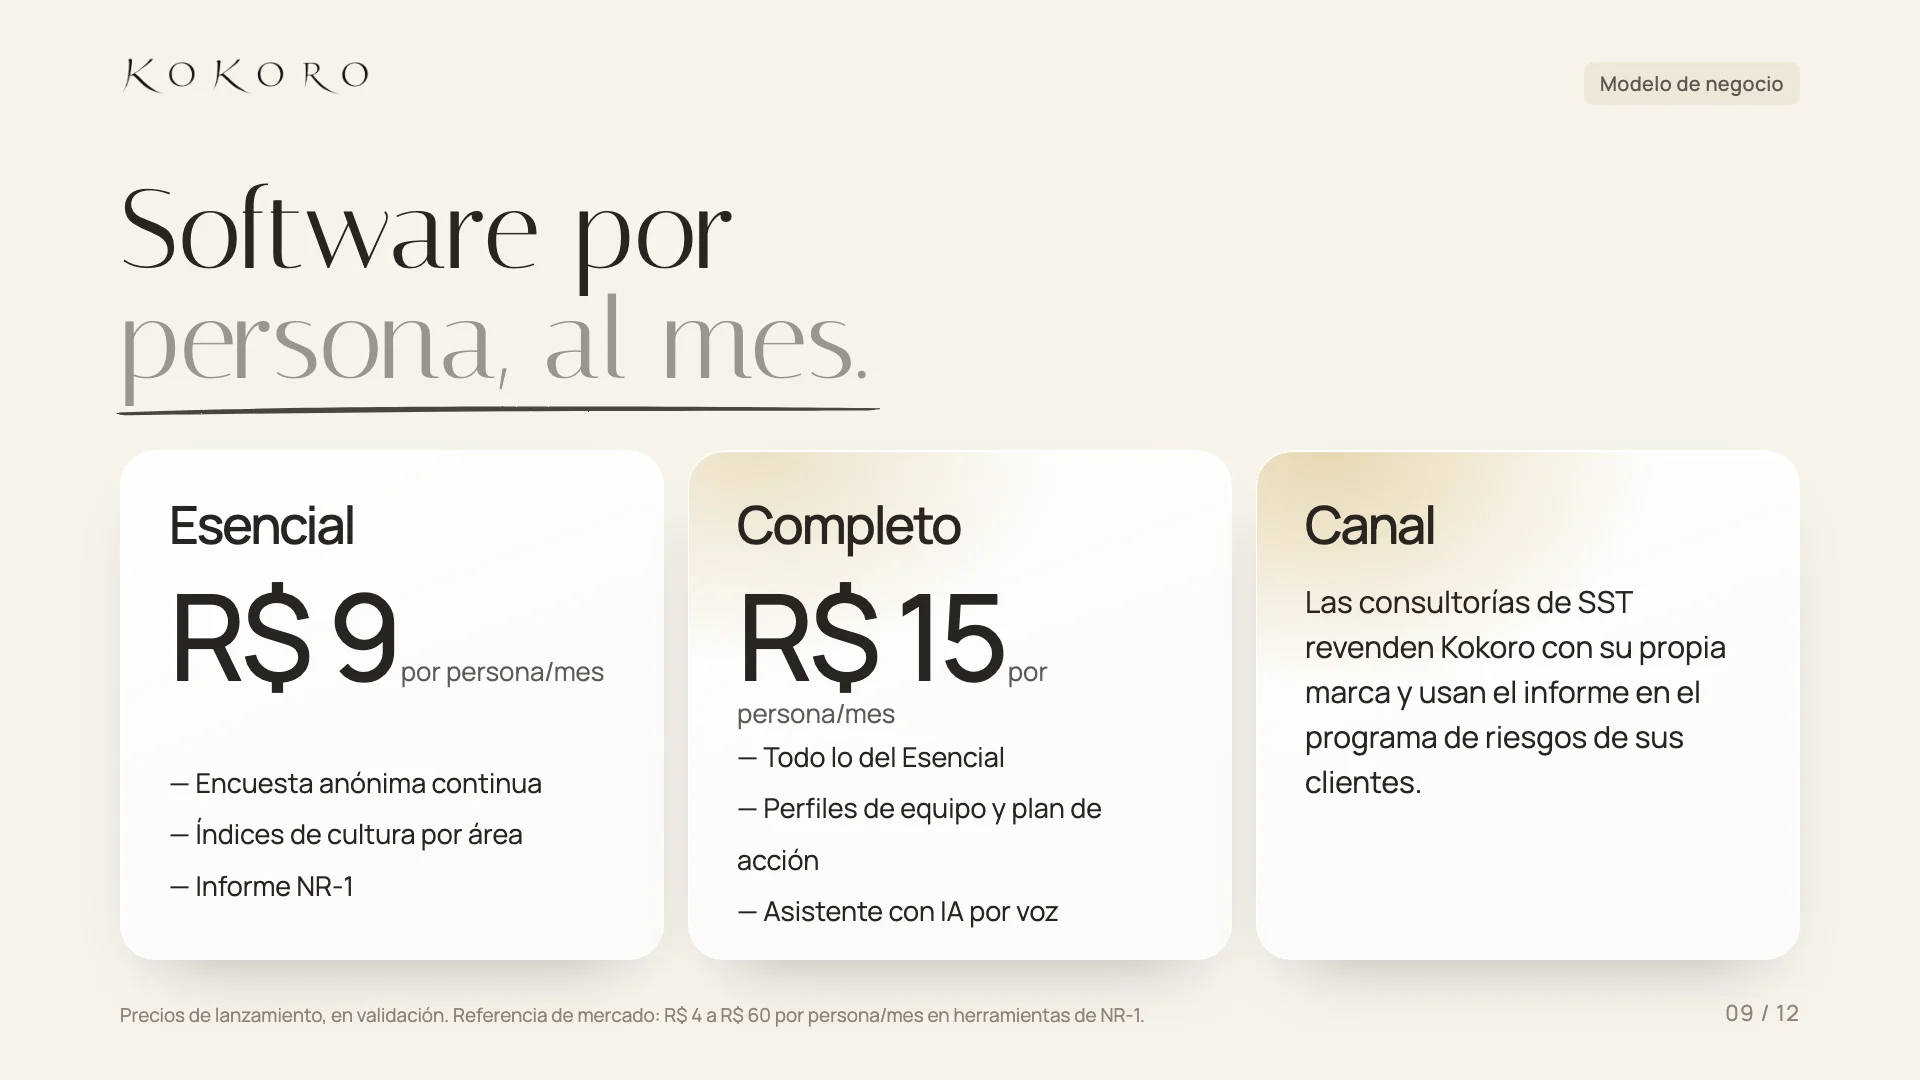 KOKORO
Modelo de negocio
Software por
persona, al mes.
Esencial
R$ 9 por persona/mes
— Encuesta anónima continua
— Índices de cultura por área
— Informe NR-1
Completo
R$ 15 por
persona/mes
— Todo lo del Esencial
— Perfiles de equipo y plan de
acción
— Asistente con IA por voz
Canal
Las consultorías de SST
revenden Kokoro con su propia
marca y usan el informe en el
programa de riesgos de sus
clientes.
Precios de lanzamiento, en validación. Referencia de mercado: R$ 4 a R$ 60 por persona/mes en herramientas de NR-1.
09 / 12